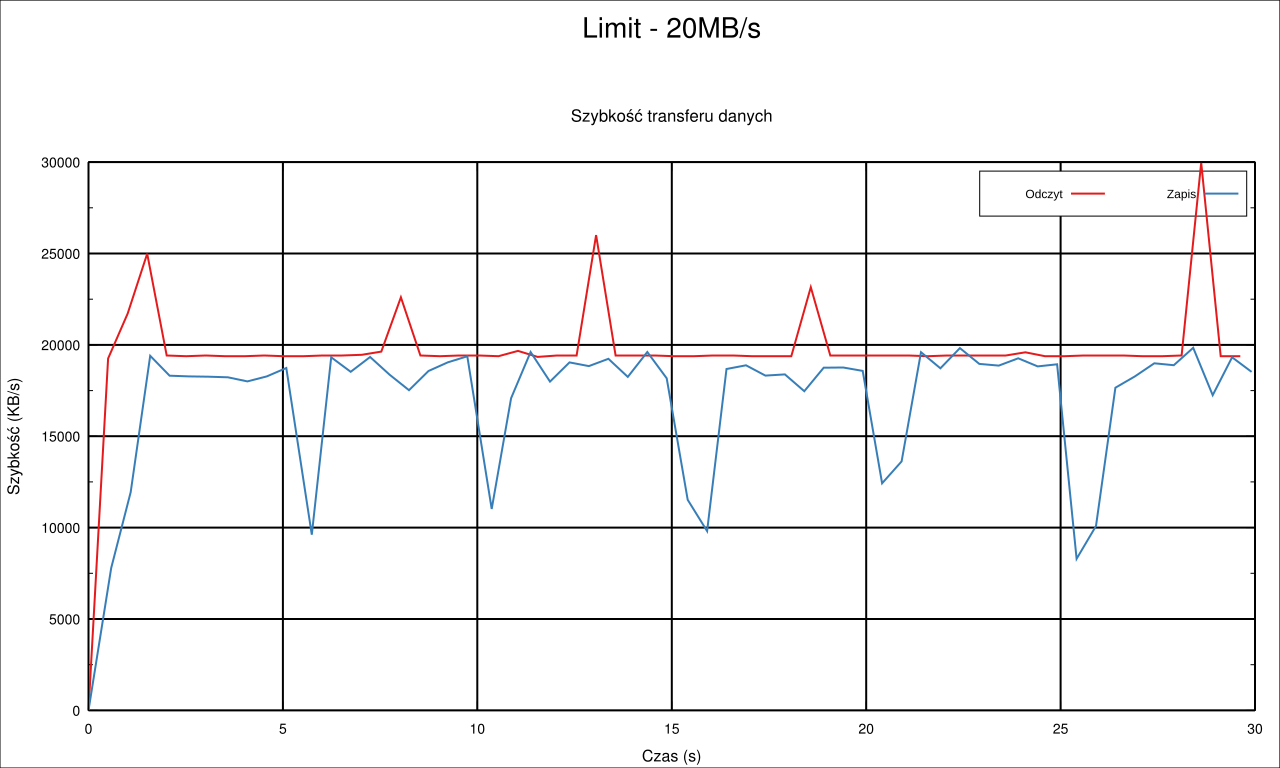 Limit - 20MB/s
Szybkość transferu danych
Odczyt
Zapis
Szybkość (KB/s)
30000
25000
20000
15000
10000
5000
0
0 5 10 15 20 25 30
Czas (s)